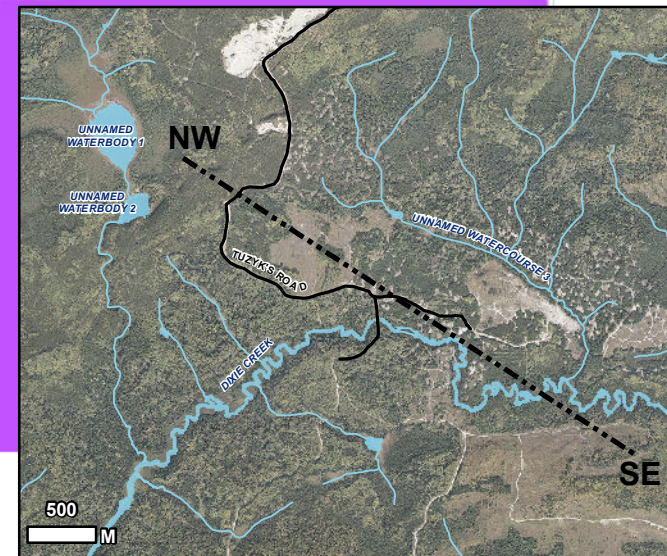 UNNAMED
WATERBODY 1
NW
UNNAMED
WATERBODY 2
UNNAMED WATERCOURSE 3
TUZYK'S ROAD
DIXIE CREEK
SE
500
M